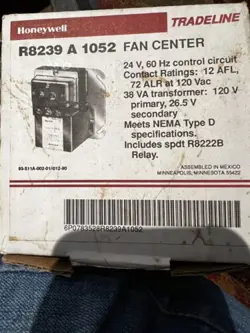 Honeywell
TRADELINE
R8239 A 1052 FAN CENTER
24 V, 60 Hz control circuit
Contact Ratings: 12 AFL,
72 ALR at 120 Vac
38 VA transformer: 120 V
primary, 26.5 V
secondary
Meets NEMA Type D
specifications.
Includes spdt R8222B
Relay.
ASSEMBLED IN MEXICO
MINNEAPOLIS, MINNESOTA 55422
6P0783528R8239A1052